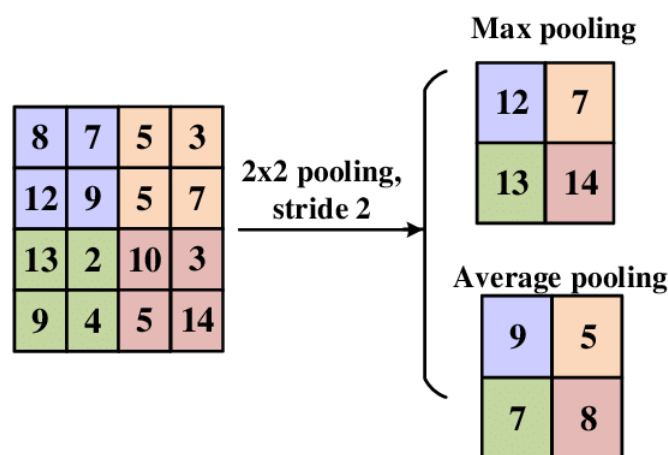 Max pooling
12 7
13 14
8 7 5 3
12 9 5 7
13 2 10 3
9 4 5 14
2x2 pooling,
stride 2
Average pooling
9 5
7 8